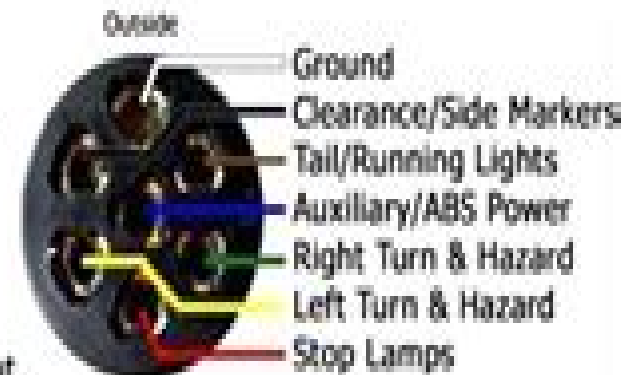 Outside
Ground
Clearance/Side Markers
Tail/Running Lights
Auxiliary/ABS Power
Right Turn & Hazard
Left Turn & Hazard
Stop Lamps